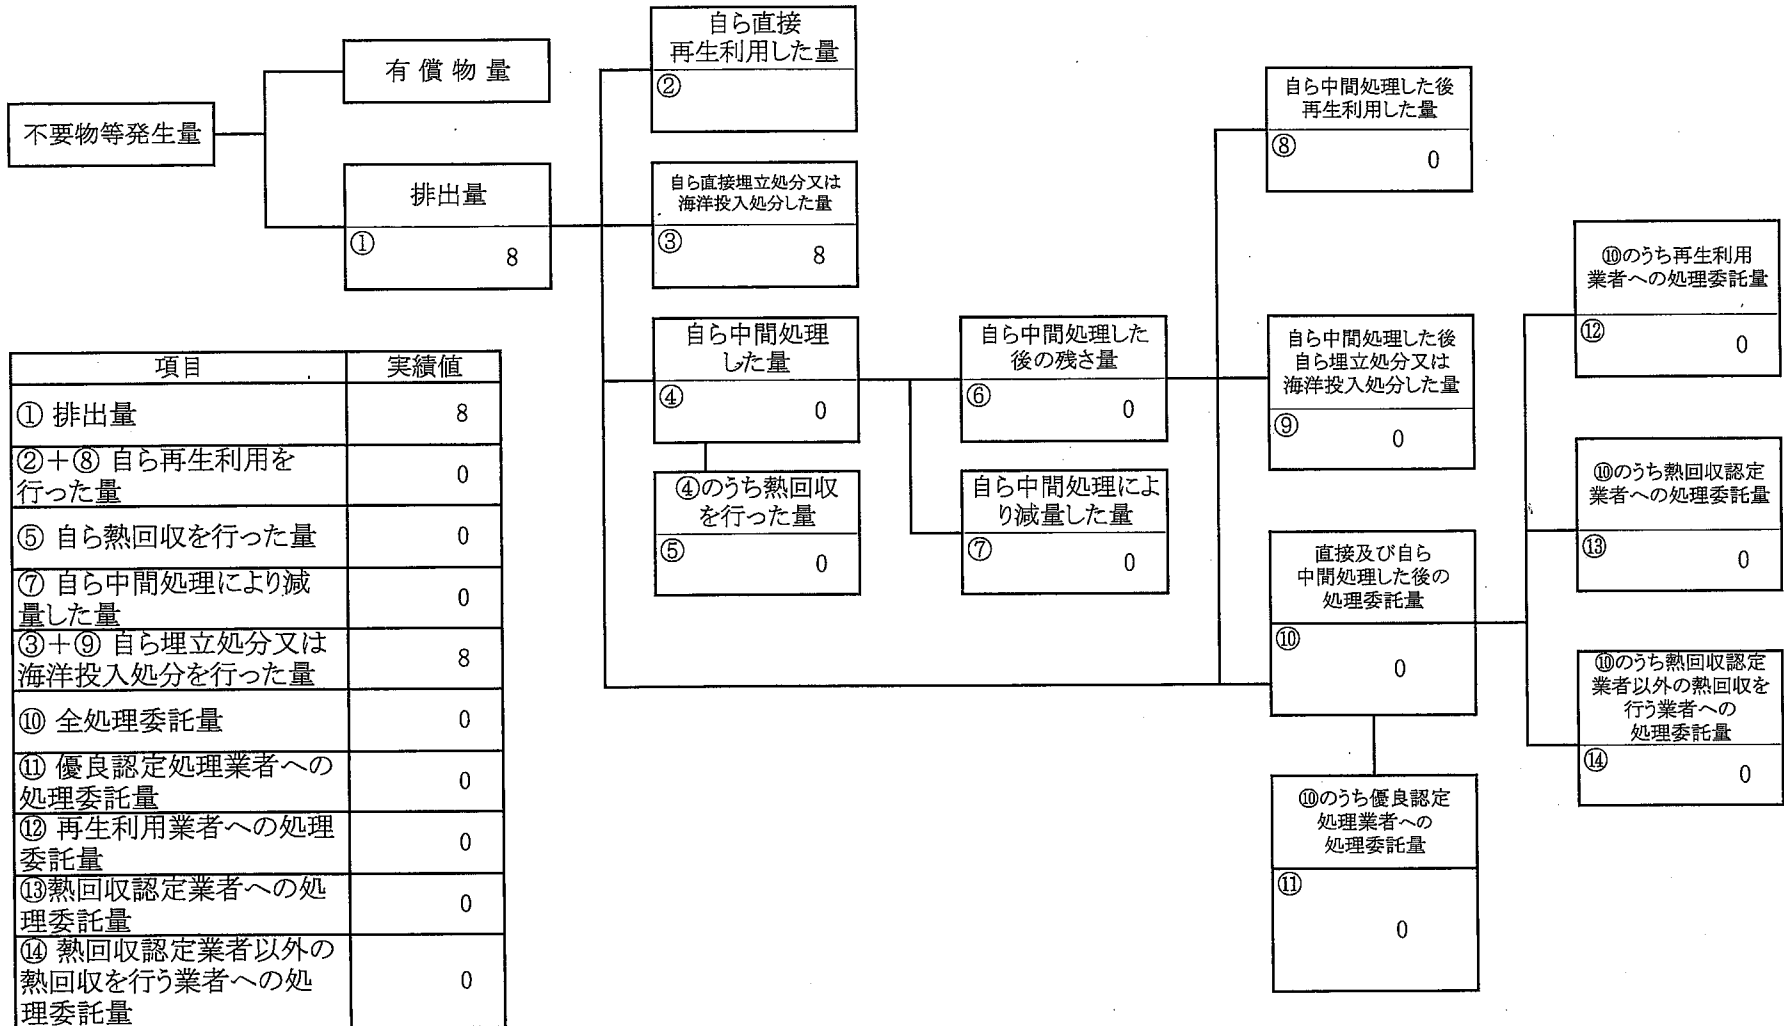 不要物等発生量
有償物量
排出量
①
8
自ら直接
再生利用した量
②
自ら直接埋立処分又は
海洋投入処分した量
③
8
自ら中間処理
した量
④
0
④のうち熱回収
を行った量
⑤
0
自ら中間処理した
後の残さ量
⑥
0
自ら中間処理によ
り減量した量
⑦
0
自ら中間処理した後
再生利用した量
⑧
0
自ら中間処理した後
自ら埋立処分又は
海洋投入処分した量
⑨
0
直接及び自ら
中間処理した後の
処理委託量
⑩
0
⑩のうち優良認定
処理業者への
処理委託量
⑪
0
⑩のうち再生利用
業者への処理委託量
⑫
0
⑩のうち熱回収認定
業者への処理委託量
⑬
0
⑩のうち熱回収認定
業者以外の熱回収を
行う業者への
処理委託量
⑭
0
項目 実績値
① 排出量 8
②+⑧ 自ら再生利用を
行った量 0
⑤ 自ら熱回収を行った量 0
⑦ 自ら中間処理により減
量した量 0
③+⑨ 自ら埋立処分又は
海洋投入処分を行った量 8
⑩ 全処理委託量 0
⑪ 優良認定処理業者への
処理委託量 0
⑫ 再生利用業者への処理
委託量 0
⑬熱回収認定業者への処
理委託量 0
⑭ 熱回収認定業者以外の
熱回収を行う業者への処
理委託量 0